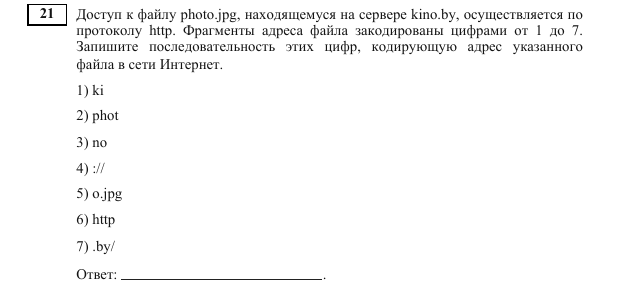 21 Доступ к файлу photo.jpg, находящемуся на сервере kino.by, осуществляется по
протоколу http. Фрагменты адреса файла закодированы цифрами от 1 до 7.
Запишите последовательность этих цифр, кодирующую адрес указанного
файла в сети Интернет.
1) ki
2) phot
3) no
4) ://
5) o.jpg
6) http
7) .by/
Ответ: ____________________________.